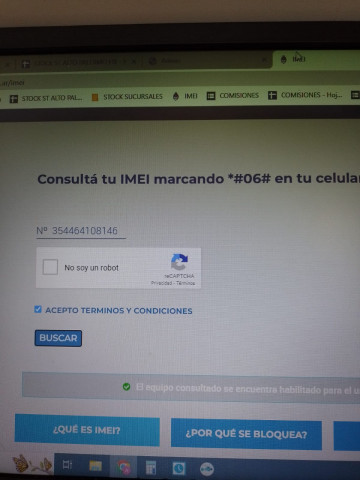 IMEI
.ar/imei
STOCK ST ALTO PAL...
STOCK SUCURSALES
IMEI
COMISIONES
COMISIONES - Hoj...
Consultá tu IMEI marcando *#06# en tu celular
Nº 354464108146
No soy un robot
reCAPTCHA
Privacidad - Términos
ACEPTO TERMINOS Y CONDICIONES
BUSCAR
El equipo consultado se encuentra habilitado para el u
¿QUÉ ES IMEI?
¿POR QUÉ SE BLOQUEA?